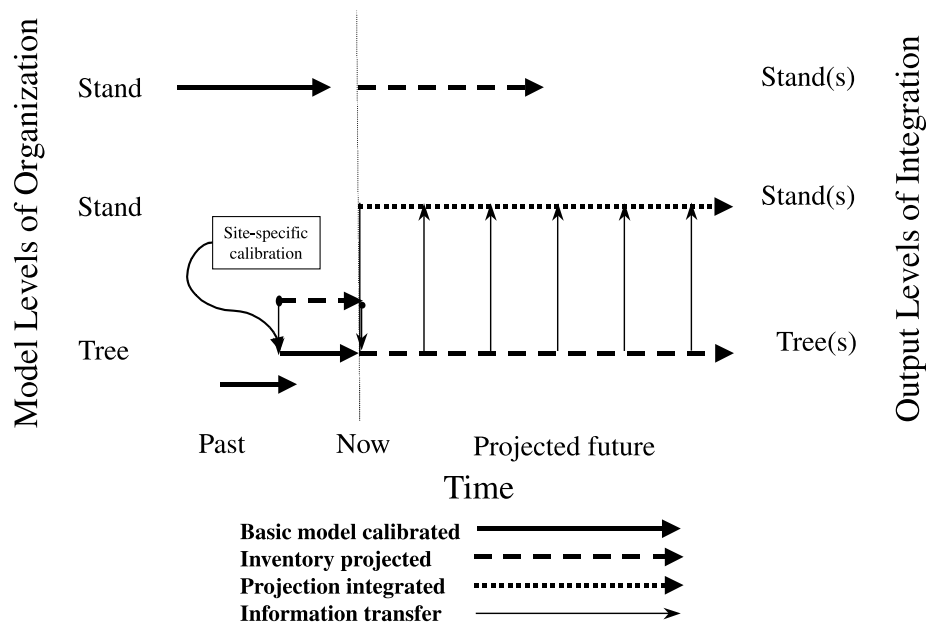 Model Levels of Organization
Stand
Stand(s)
Stand
Stand(s)
Site-specific
calibration
Tree
Tree(s)
Output Levels of Integration
Past
Now
Projected future
Time
Basic model calibrated
Inventory projected
Projection integrated
Information transfer